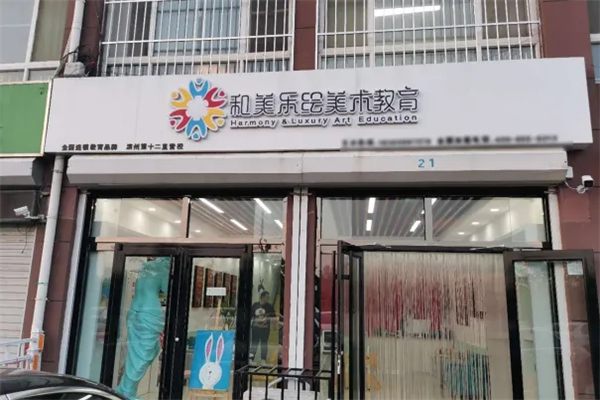 和美乐绘美术教育
Harmony & Luxury Art Education
全国连锁教育品牌 滨州第十二直营校
21